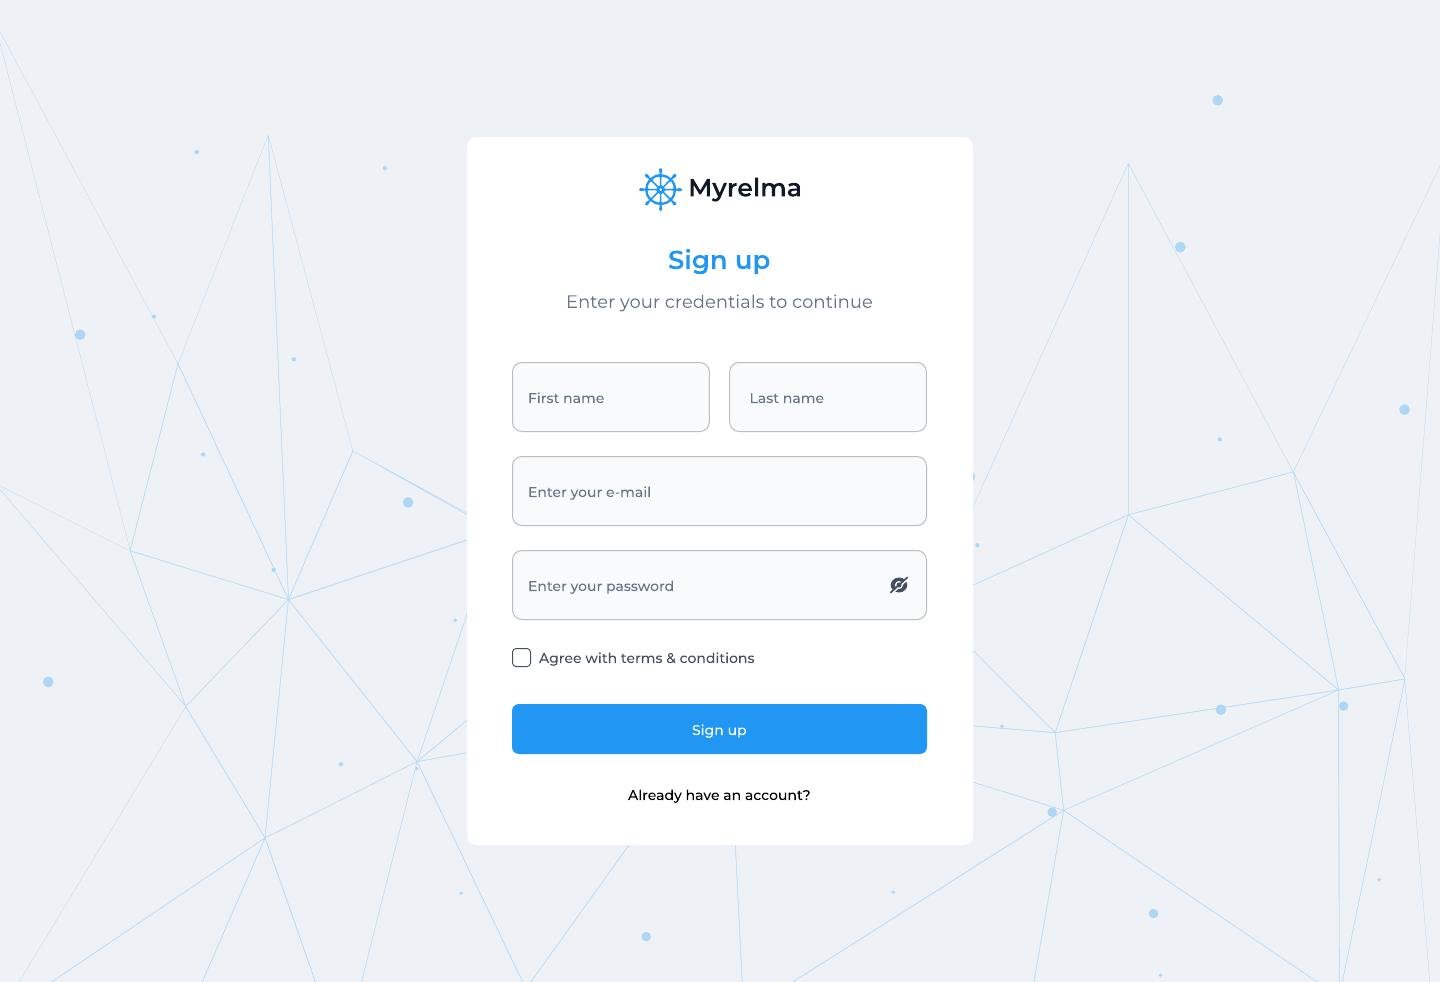 Myrelma
Sign up
Enter your credentials to continue
First name
Last name
Enter your e-mail
Enter your password
Agree with terms & conditions
Sign up
Already have an account?